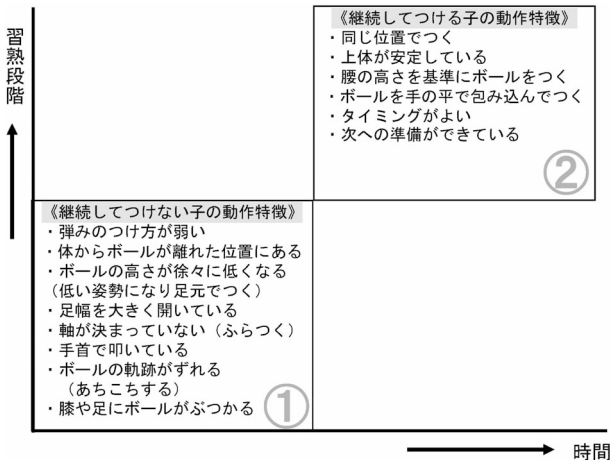 習熟段階
《継続してつける子の動作特徴》
・同じ位置でつく
・上体が安定している
・腰の高さを基準にボールをつく
・ボールを手の平で包み込んでつく
・タイミングがよい
・次への準備ができている
②
《継続してつけない子の動作特徴》
・弾みのつけ方が弱い
・体からボールが離れた位置にある
・ボールの高さが徐々に低くなる
(低い姿勢になり足元でつく)
・足幅を大きく開いている
・軸が決まっていない(ふらつく)
・手首で叩いている
・ボールの軌跡がずれる
(あちこちする)
・膝や足にボールがぶつかる
①
時間